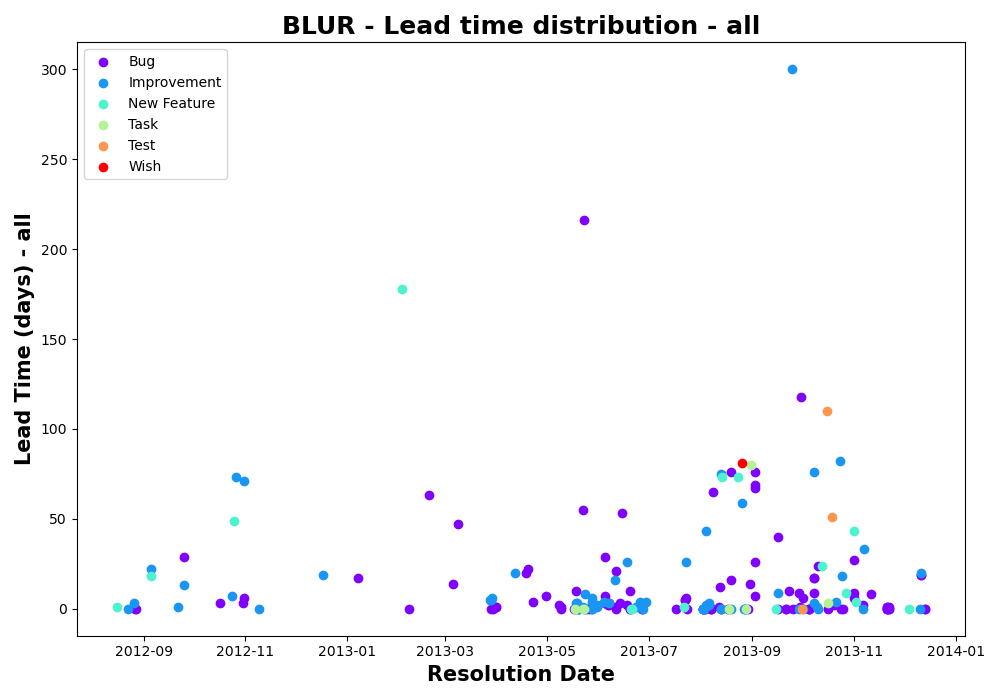 BLUR - Lead time distribution - all
Bug
Improvement
New Feature
Task
Test
Wish
Lead Time (days) - all
300
250
200
150
100
50
0
2012-09 2012-11 2013-01 2013-03 2013-05 2013-07 2013-09 2013-11 2014-01
Resolution Date